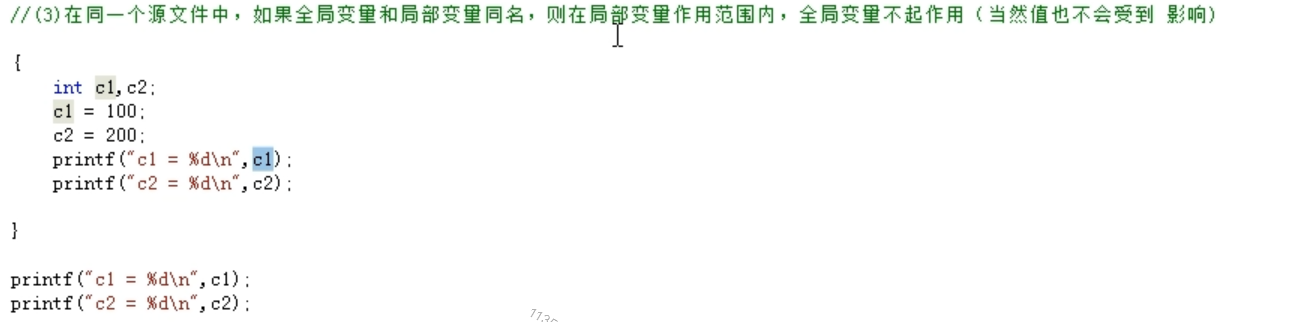 //(3)在同一个源文件中，如果全局变量和局部变量同名，则在局部变量作用范围内，全局变量不起作用（当然值也不会受到 影响）
{
int c1,c2;
c1 = 100;
c2 = 200;
printf("c1 = %d\n",c1);
printf("c2 = %d\n",c2);
}
printf("c1 = %d\n",c1);
printf("c2 = %d\n",c2);